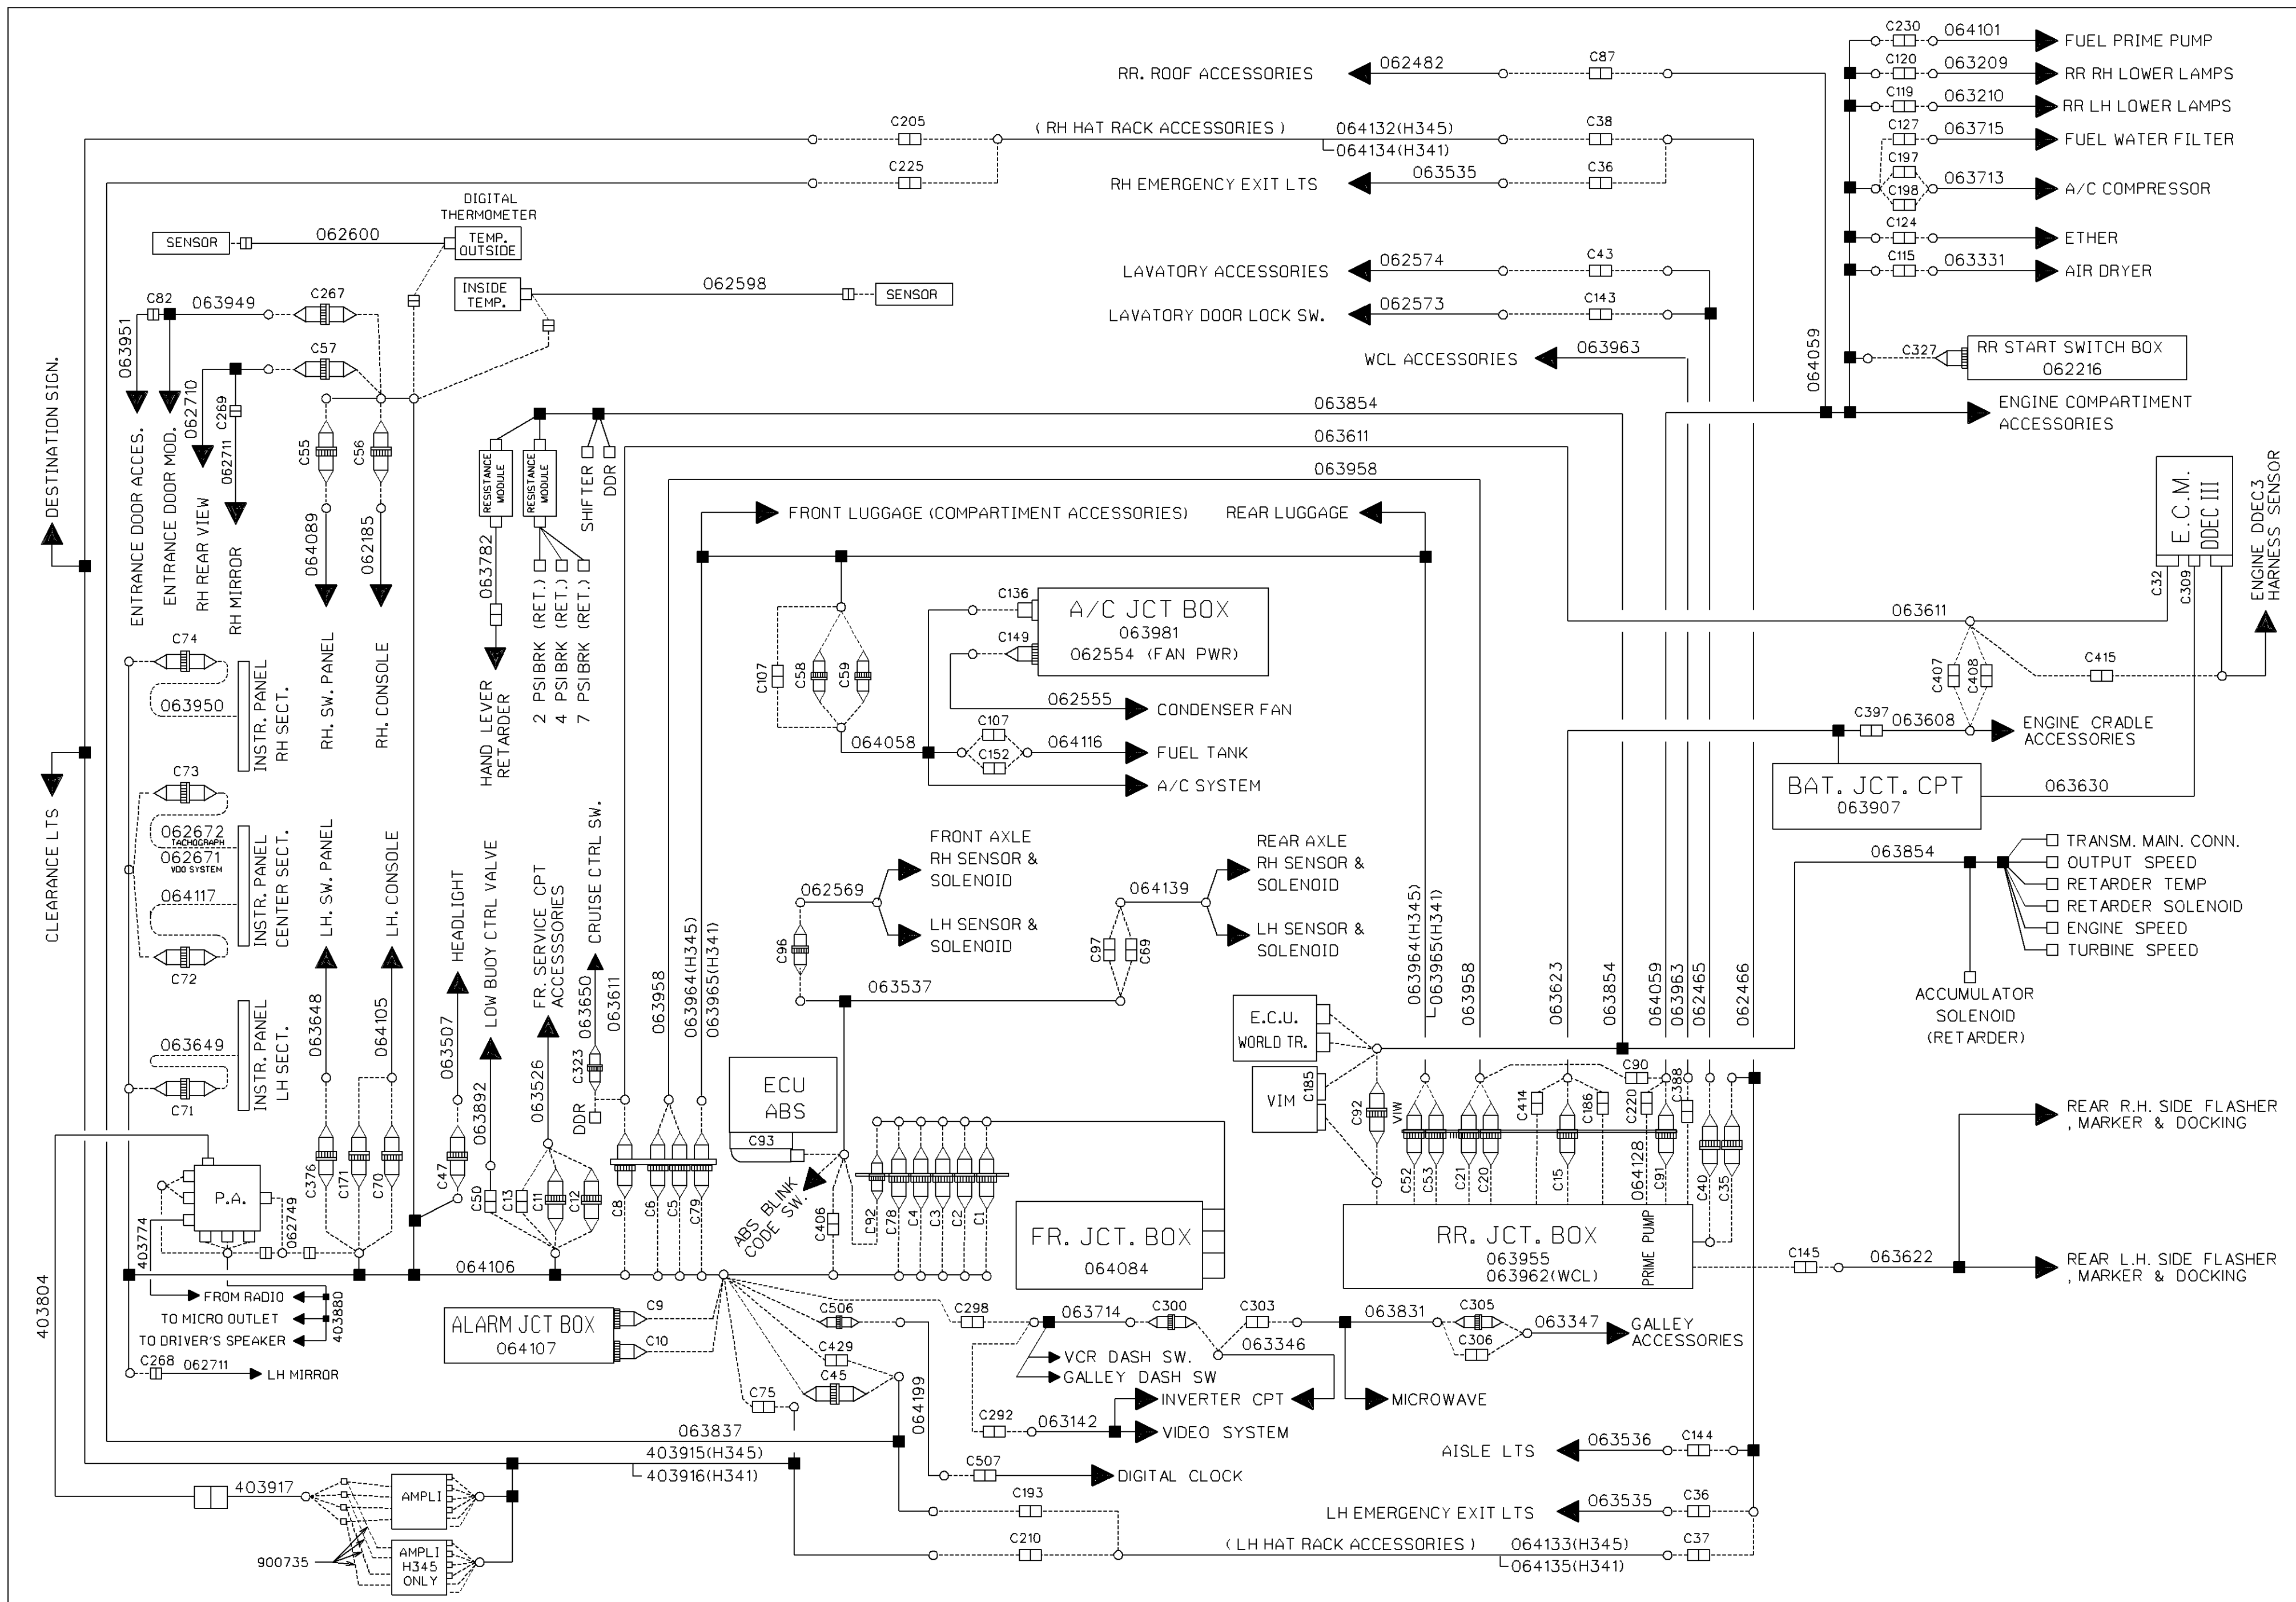 C230
064101
FUEL PRIME PUMP
RR. ROOF ACCESSORIES
062482
C87
C120
063209
RR RH LOWER LAMPS
C119
063210
RR LH LOWER LAMPS
C205
( RH HAT RACK ACCESSORIES )
064132(H345)
064134(H341)
C38
C127
063715
FUEL WATER FILTER
C225
RH EMERGENCY EXIT LTS
063535
C36
C197
C198
063713
A/C COMPRESSOR
DIGITAL
THERMOMETER
SENSOR
062600
TEMP.
OUTSIDE
C124
ETHER
LAVATORY ACCESSORIES
062574
C43
C115
063331
AIR DRYER
INSIDE
TEMP.
062598
SENSOR
C82
063949
C267
063951
LAVATORY DOOR LOCK SW.
062573
C143
WCL ACCESSORIES
063963
064059
C327
RR START SWITCH BOX
062216
C57
062710
C269
062711
DESTINATION SIGN.
ENTRANCE DOOR ACCES.
ENTRANCE DOOR MOD.
RH REAR VIEW
RH MIRROR
C55
C56
064089
062185
RH. SW. PANEL
RH. CONSOLE
063854
063611
063958
ENGINE COMPARTIMENT
ACCESSORIES
RESISTANCE
MODULE
RESISTANCE
MODULE
SHIFTER
DDR
063782
HAND LEVER
RETARDER
2 PSI BRK (RET.)
4 PSI BRK (RET.)
7 PSI BRK (RET.)
FRONT LUGGAGE (COMPARTIMENT ACCESSORIES)
REAR LUGGAGE
E.C.M.
DDEC III
C32
C309
ENGINE DDEC3
HARNESS SENSOR
C136
A/C JCT BOX
063981
062554 (FAN PWR)
C149
C107
C58
C59
062555
CONDENSER FAN
064058
C107
C152
064116
FUEL TANK
A/C SYSTEM
063611
C407
C408
C415
C397
063608
ENGINE CRADLE
ACCESSORIES
BAT. JCT. CPT
063907
063630
C74
063950
INSTR. PANEL
RH SECT.
CLEARANCE LTS
C73
062672
TACHOGRAPH
062671
VDO SYSTEM
064117
C72
INSTR. PANEL
CENTER SECT.
063649
C71
INSTR. PANEL
LH SECT.
LH. SW. PANEL
LH. CONSOLE
063648
064105
HEADLIGHT
063507
LOW BUOY CTRL VALVE
063892
FR. SERVICE CPT
ACCESSSORIES
063526
CRUISE CTRL SW.
063650
C323
DDR
063611
063958
063964(H345)
063965(H341)
FRONT AXLE
RH SENSOR &
SOLENOID
062569
LH SENSOR &
SOLENOID
C96
REAR AXLE
RH SENSOR &
SOLENOID
064139
LH SENSOR &
SOLENOID
C97
C69
063537
063964(H345)
063965(H341)
063958
063623
063854
064059
063963
062465
062466
063854
TRANSM. MAIN. CONN.
OUTPUT SPEED
RETARDER TEMP
RETARDER SOLENOID
ENGINE SPEED
TURBINE SPEED
ACCUMULATOR
SOLENOID
(RETARDER)
E.C.U.
WORLD TR.
VIM
C185
ECU
ABS
C93
C92
VIW
C90
C414
C186
C220
C388
C52
C53
C21
C20
C15
064128
C91
C40
C35
REAR R.H. SIDE FLASHER
, MARKER & DOCKING
P.A.
403774
062749
C376
C171
C70
C47
C50
C13
C11
C12
C8
C6
C5
C79
ABS BLINK
CODE SW.
C406
C92
C78
C4
C3
C2
C1
FR. JCT. BOX
064084
RR. JCT. BOX
063955
063962(WCL)
PRIME PUMP
C145
063622
REAR L.H. SIDE FLASHER
, MARKER & DOCKING
064106
403804
FROM RADIO
TO MICRO OUTLET
TO DRIVER'S SPEAKER
403880
C268
062711
LH MIRROR
ALARM JCT BOX
064107
C9
C10
C506
C429
C45
C75
064199
C298
063714
C300
C303
063831
C305
C306
063347
GALLEY
ACCESSORIES
VCR DASH SW.
GALLEY DASH SW
063346
INVERTER CPT
MICROWAVE
C292
063142
VIDEO SYSTEM
063837
403915(H345)
403916(H341)
AISLE LTS
063536
C144
C507
DIGITAL CLOCK
403917
AMPLI
C193
LH EMERGENCY EXIT LTS
063535
C36
C210
( LH HAT RACK ACCESSORIES )
064133(H345)
064135(H341)
C37
900735
AMPLI
H345
ONLY